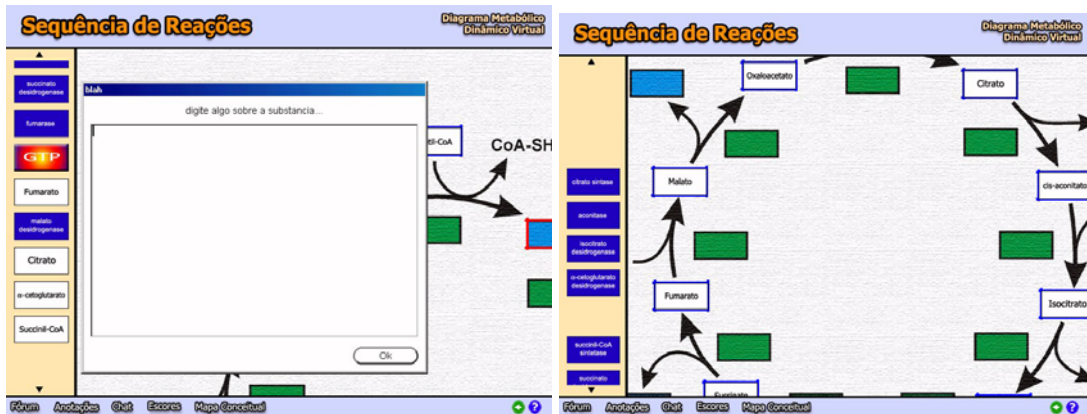 Sequência de Reações
Diagrama Metabólico
Dinâmico Virtual
succinato
desidrogenase
fumarase
GTP
Fumarato
malato
desidrogenase
Citrato
α-cetoglutarato
Succinil-CoA
blah
digite algo sobre a substancia...
Ok
til-CoA
CoA-SH
Fórum Anotações Chat Escores Mapa Conceitual
Sequência de Reações
Diagrama Metabólico
Dinâmico Virtual
citrato sintase
aconitase
isocitrato
desidrogenase
α-cetoglutarato
desidrogenase
succinil-CoA
sintetase
succinato
Oxaloacetato
Citrato
Malato
cis-aconitato
Fumarato
Isocitrato
Fórum Anotações Chat Escores Mapa Conceitual